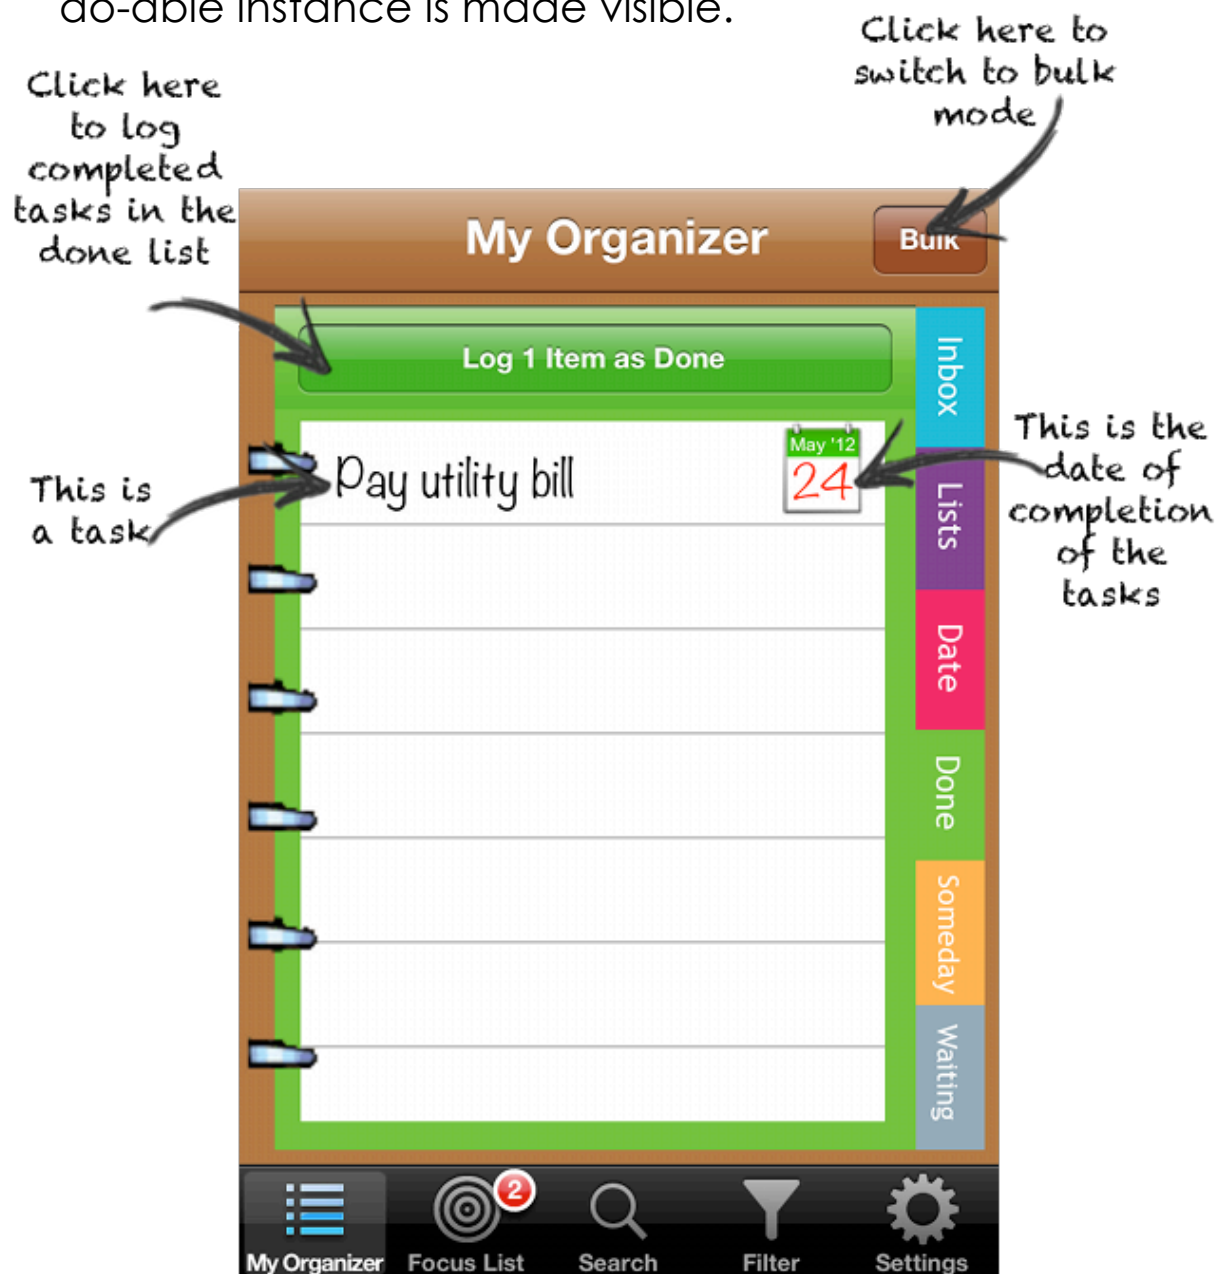 do-able instance is made visible.
Click here to
switch to bulk
mode
Click here
to log
completed
tasks in the
done list
My Organizer
Bulk
Log 1 Item as Done
Inbox
This is
a task
Pay utility bill
May '12
24
This is the
date of
completion
of the
tasks
Lists
Date
Done
Someday
Waiting
2
My Organizer
Focus List
Search
Filter
Settings